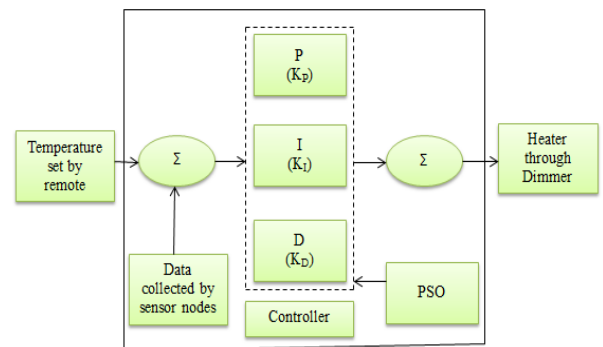 P
(KP)
Temperature
set by
remote
Σ
I
(KI)
Σ
Heater
through
Dimmer
D
(KD)
Data
collected by
sensor nodes
PSO
Controller